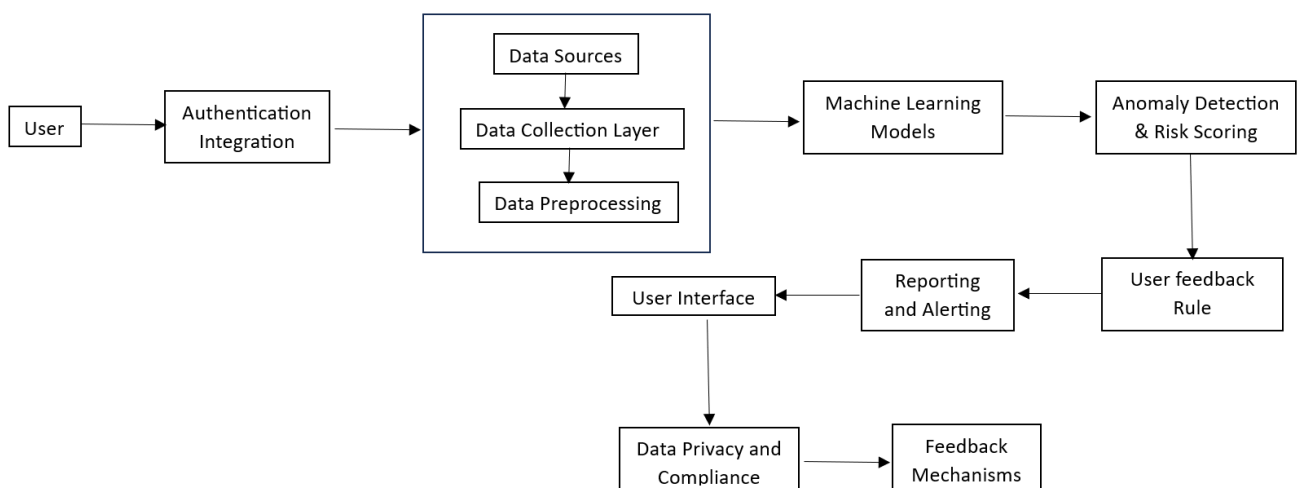 User
Authentication
Integration
Data Sources
Data Collection Layer
Data Preprocessing
Machine Learning
Models
Anomaly Detection
& Risk Scoring
User feedback
Rule
Reporting
and Alerting
User Interface
Data Privacy and
Compliance
Feedback
Mechanisms